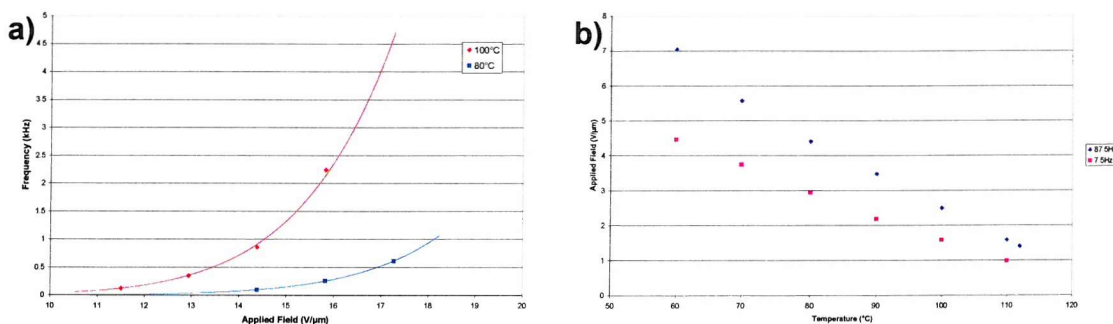 a)
5
4.5
4
3.5
3
2.5
2
1.5
1
0.5
0
10 11 12 13 14 15 16 17 18 19 20
Frequency (kHz)
Applied Field (V/µm)
100°C
80°C
b)
8
7
6
5
4
3
2
1
0
50 60 70 80 90 100 110 120
Applied Field (V/µm)
Temperature (°C)
87 5Hz
7 5Hz